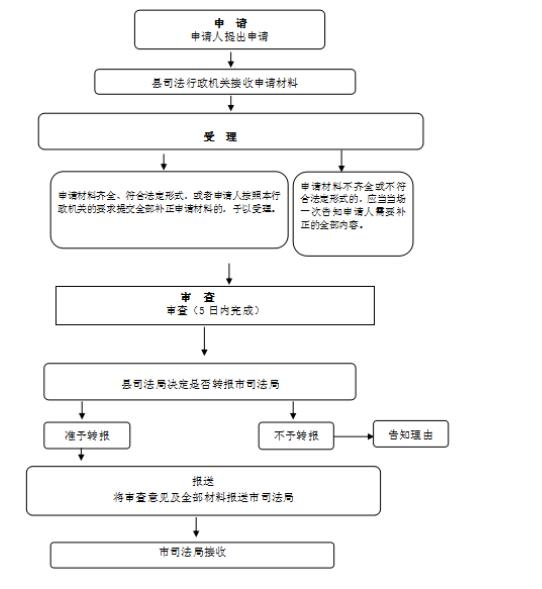 申 请
申请人提出申请
县司法行政机关接收申请材料
受 理
申请材料齐全、符合法定形式，或者申请人按照本行
政机关的要求提交全部补正申请材料的，予以受理。
申请材料不齐全或不符
合法定形式的，应当当场
一次告知申请人需要补
正的全部内容。
审 查
审查（5 日内完成）
县司法局决定是否转报市司法局
准予转报
不予转报
告知理由
报送
将审查意见及全部材料报送市司法局
市司法局接收